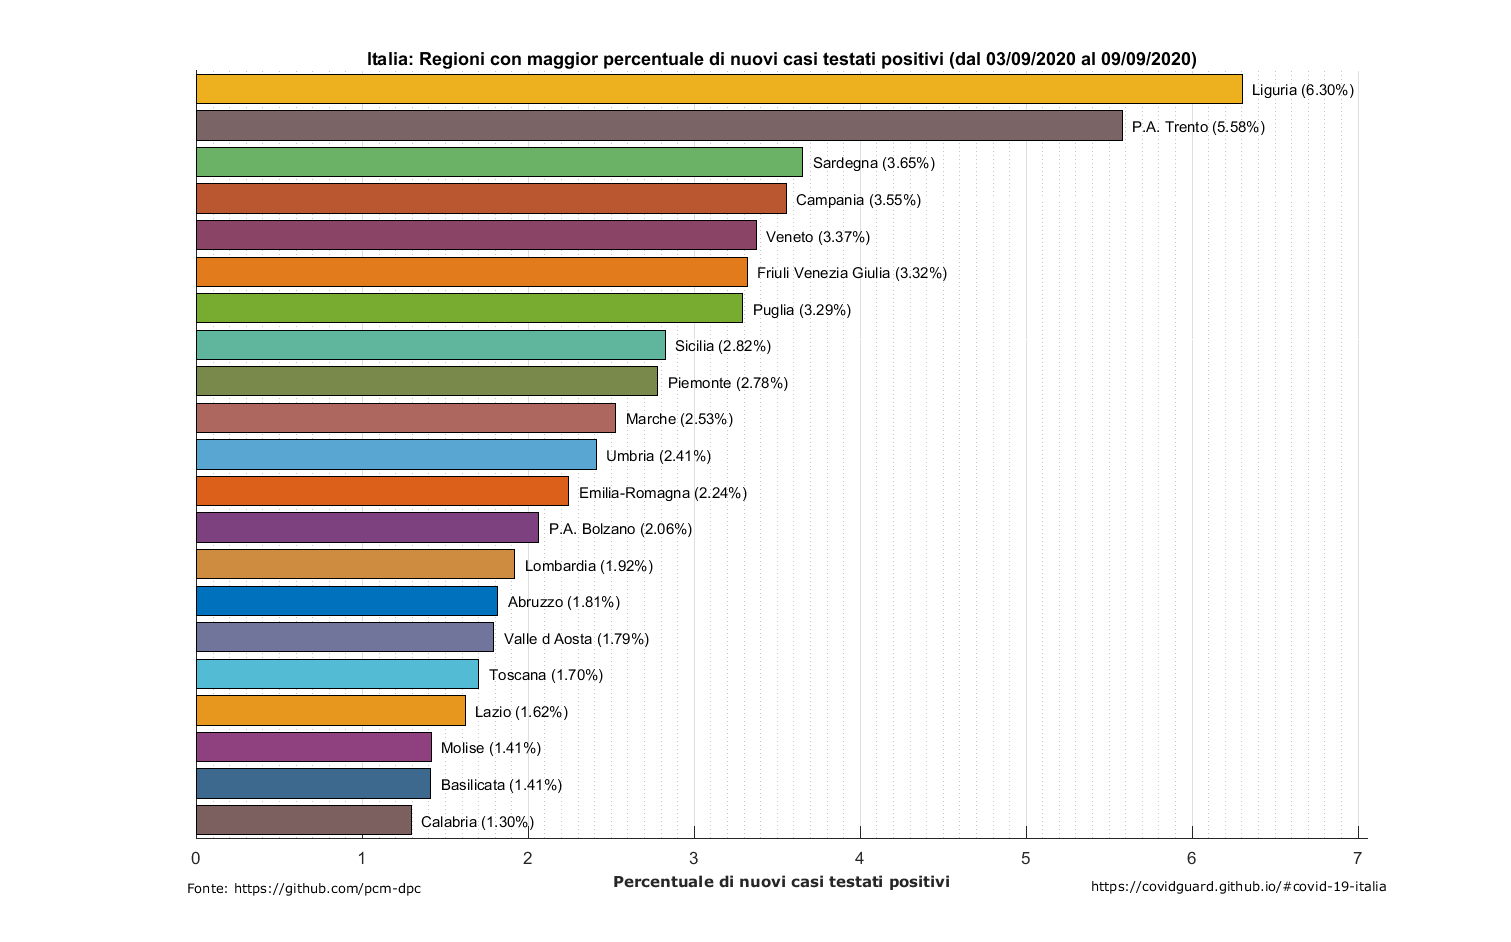 Italia: Regioni con maggior percentuale di nuovi casi testati positivi (dal 03/09/2020 al 09/09/2020)
Liguria (6.30%)
P.A. Trento (5.58%)
Sardegna (3.65%)
Campania (3.55%)
Veneto (3.37%)
Friuli Venezia Giulia (3.32%)
Puglia (3.29%)
Sicilia (2.82%)
Piemonte (2.78%)
Marche (2.53%)
Umbria (2.41%)
Emilia-Romagna (2.24%)
P.A. Bolzano (2.06%)
Lombardia (1.92%)
Abruzzo (1.81%)
Valle d Aosta (1.79%)
Toscana (1.70%)
Lazio (1.62%)
Molise (1.41%)
Basilicata (1.41%)
Calabria (1.30%)
0 1 2 3 4 5 6 7
Percentuale di nuovi casi testati positivi
Fonte: https://github.com/pcm-dpc
https://covidguard.github.io/#covid-19-italia